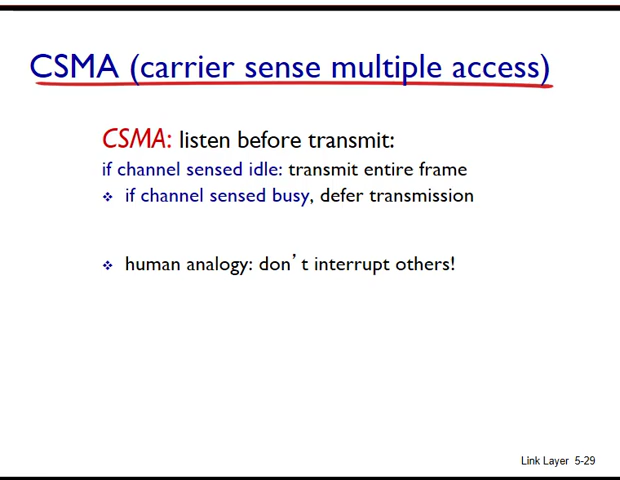 CSMA (carrier sense multiple access)
CSMA: listen before transmit:
if channel sensed idle: transmit entire frame
❖ if channel sensed busy, defer transmission
❖ human analogy: don’t interrupt others!
Link Layer 5-29